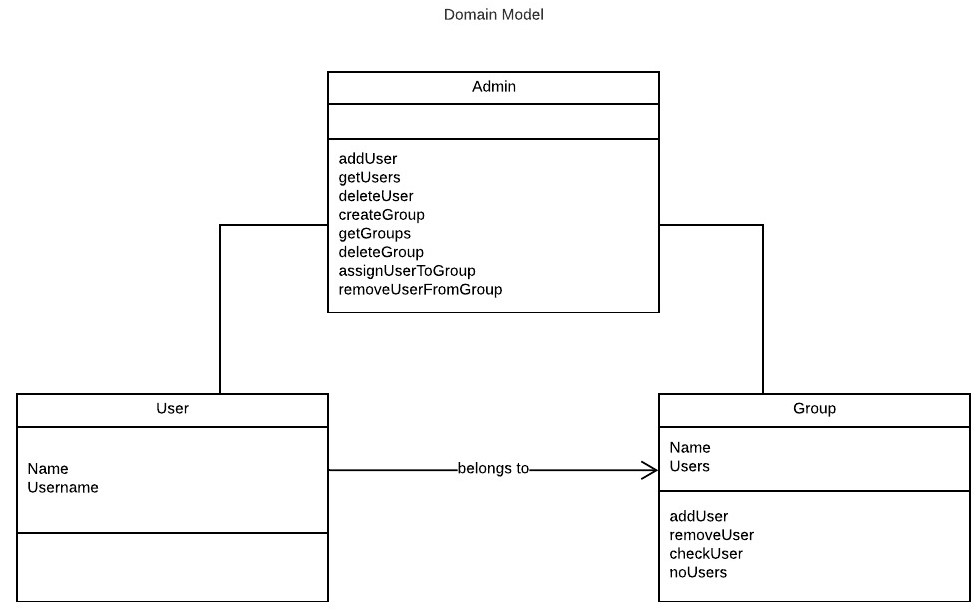 Domain Model
Admin
addUser
getUsers
deleteUser
createGroup
getGroups
deleteGroup
assignUserToGroup
removeUserFromGroup
User
Name
Username
belongs to
Group
Name
Users
addUser
removeUser
checkUser
noUsers